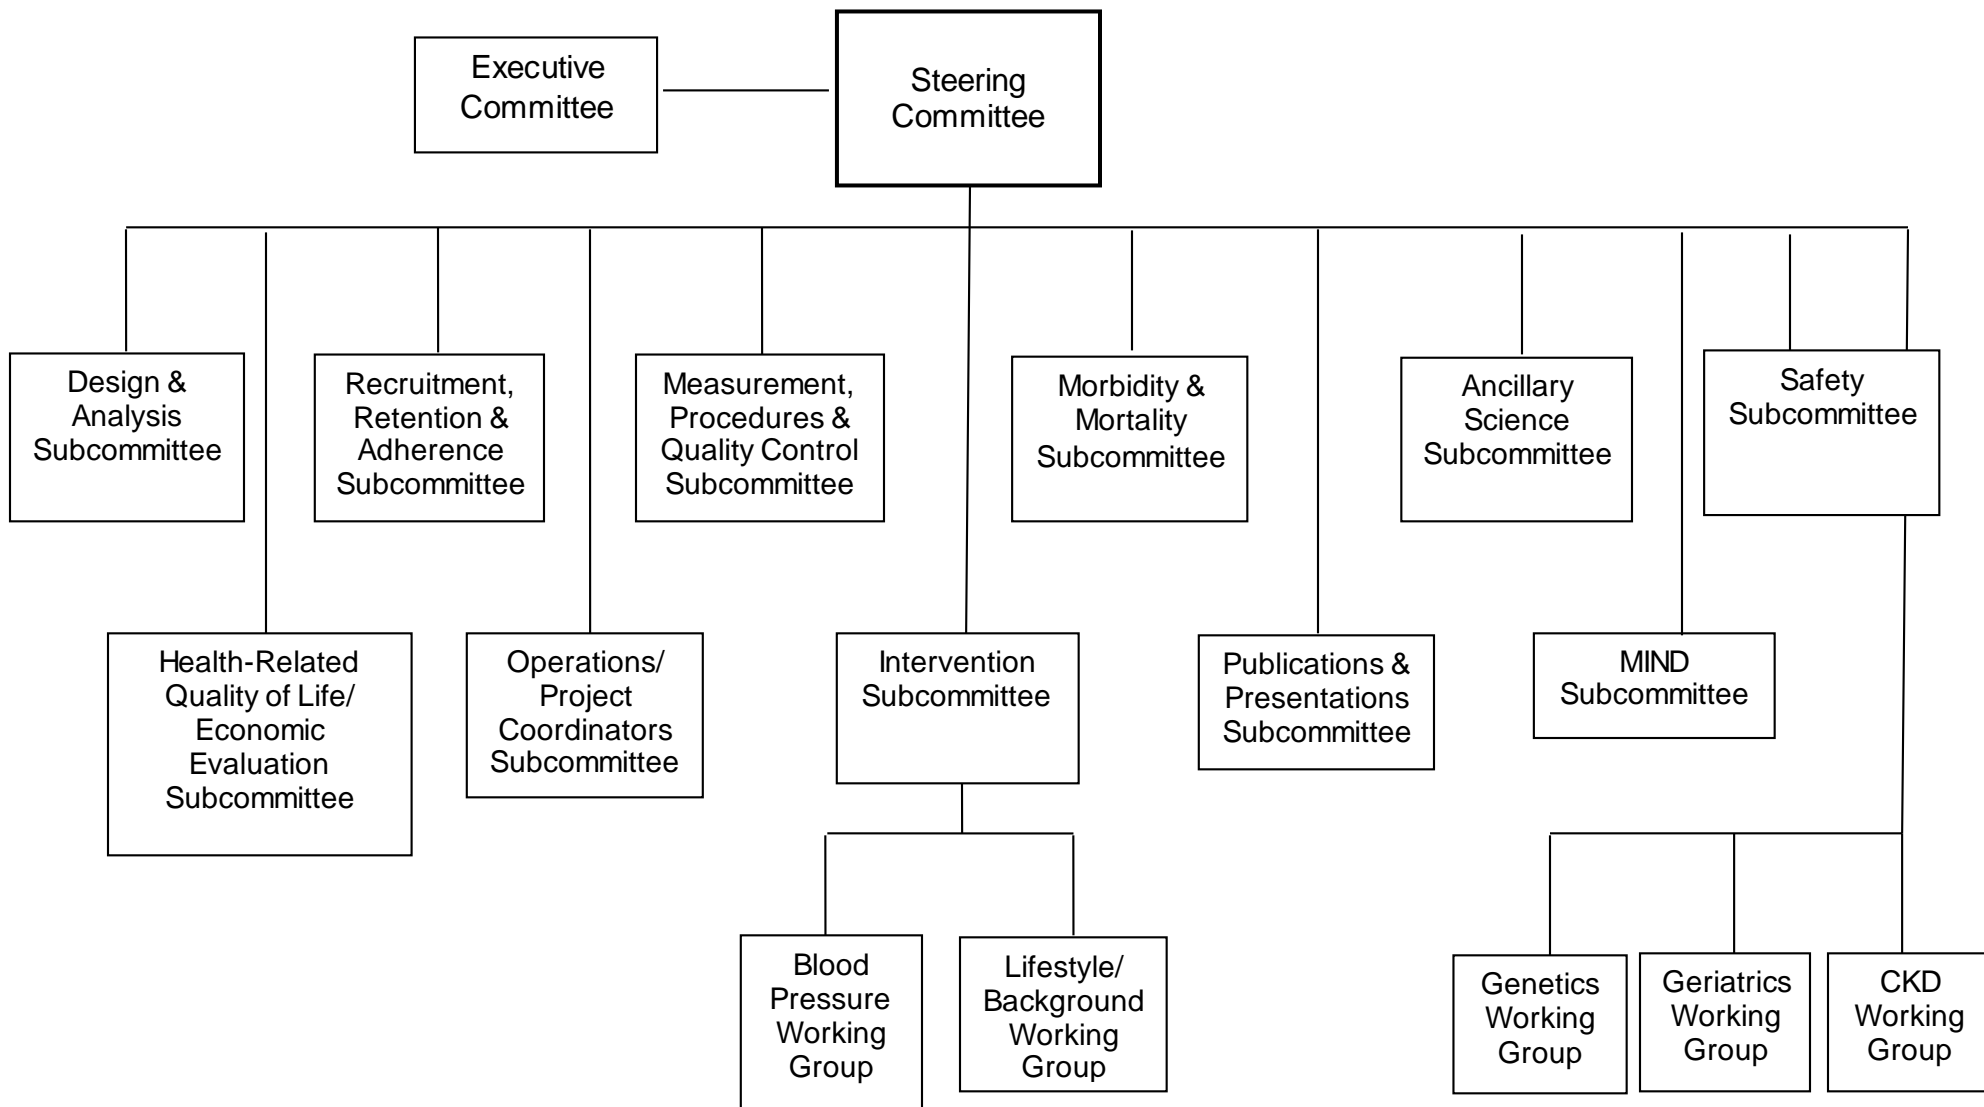 Executive
Committee
Steering
Committee
Design &
Analysis
Subcommittee
Recruitment,
Retention &
Adherence
Subcommittee
Measurement,
Procedures &
Quality Control
Subcommittee
Morbidity &
Mortality
Subcommittee
Ancillary
Science
Subcommittee
Safety
Subcommittee
Health-Related
Quality of Life/
Economic
Evaluation
Subcommittee
Operations/
Project
Coordinators
Subcommittee
Intervention
Subcommittee
Publications &
Presentations
Subcommittee
MIND
Subcommittee
Blood
Pressure
Working
Group
Lifestyle/
Background
Working
Group
Genetics
Working
Group
Geriatrics
Working
Group
CKD
Working
Group